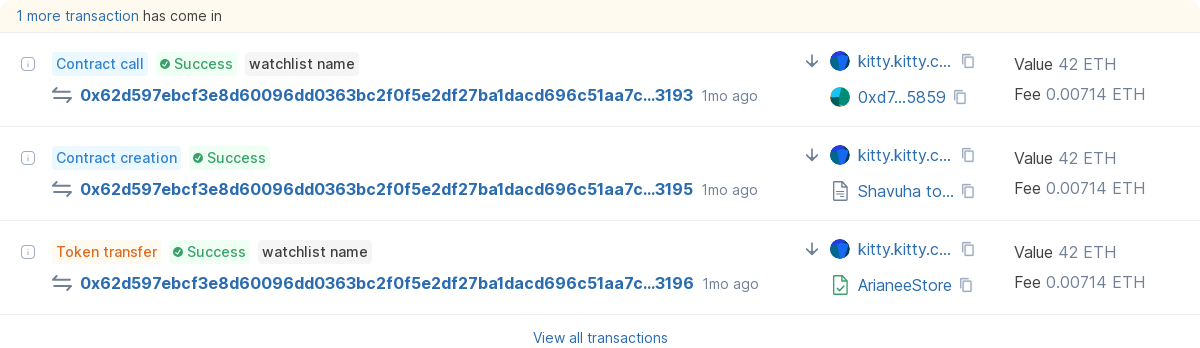 1 more transaction has come in
Contract call Success watchlist name
0x62d597ebcf3e8d60096dd0363bc2f0f5e2df27ba1dacd696c51aa7c...3193 1mo ago
kitty.kitty.c...
0xd7...5859
Value 42 ETH
Fee 0.00714 ETH
Contract creation Success
0x62d597ebcf3e8d60096dd0363bc2f0f5e2df27ba1dacd696c51aa7c...3195 1mo ago
kitty.kitty.c...
Shavuha to...
Value 42 ETH
Fee 0.00714 ETH
Token transfer Success watchlist name
0x62d597ebcf3e8d60096dd0363bc2f0f5e2df27ba1dacd696c51aa7c...3196 1mo ago
kitty.kitty.c...
ArianeeStore
Value 42 ETH
Fee 0.00714 ETH
View all transactions